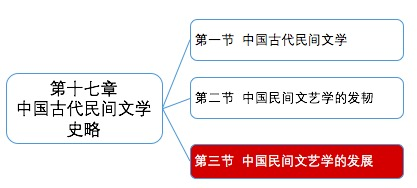 第十七章
中国古代民间文学
史略
第一节 中国古代民间文学
第二节 中国民间文艺学的发轫
第三节 中国民间文艺学的发展